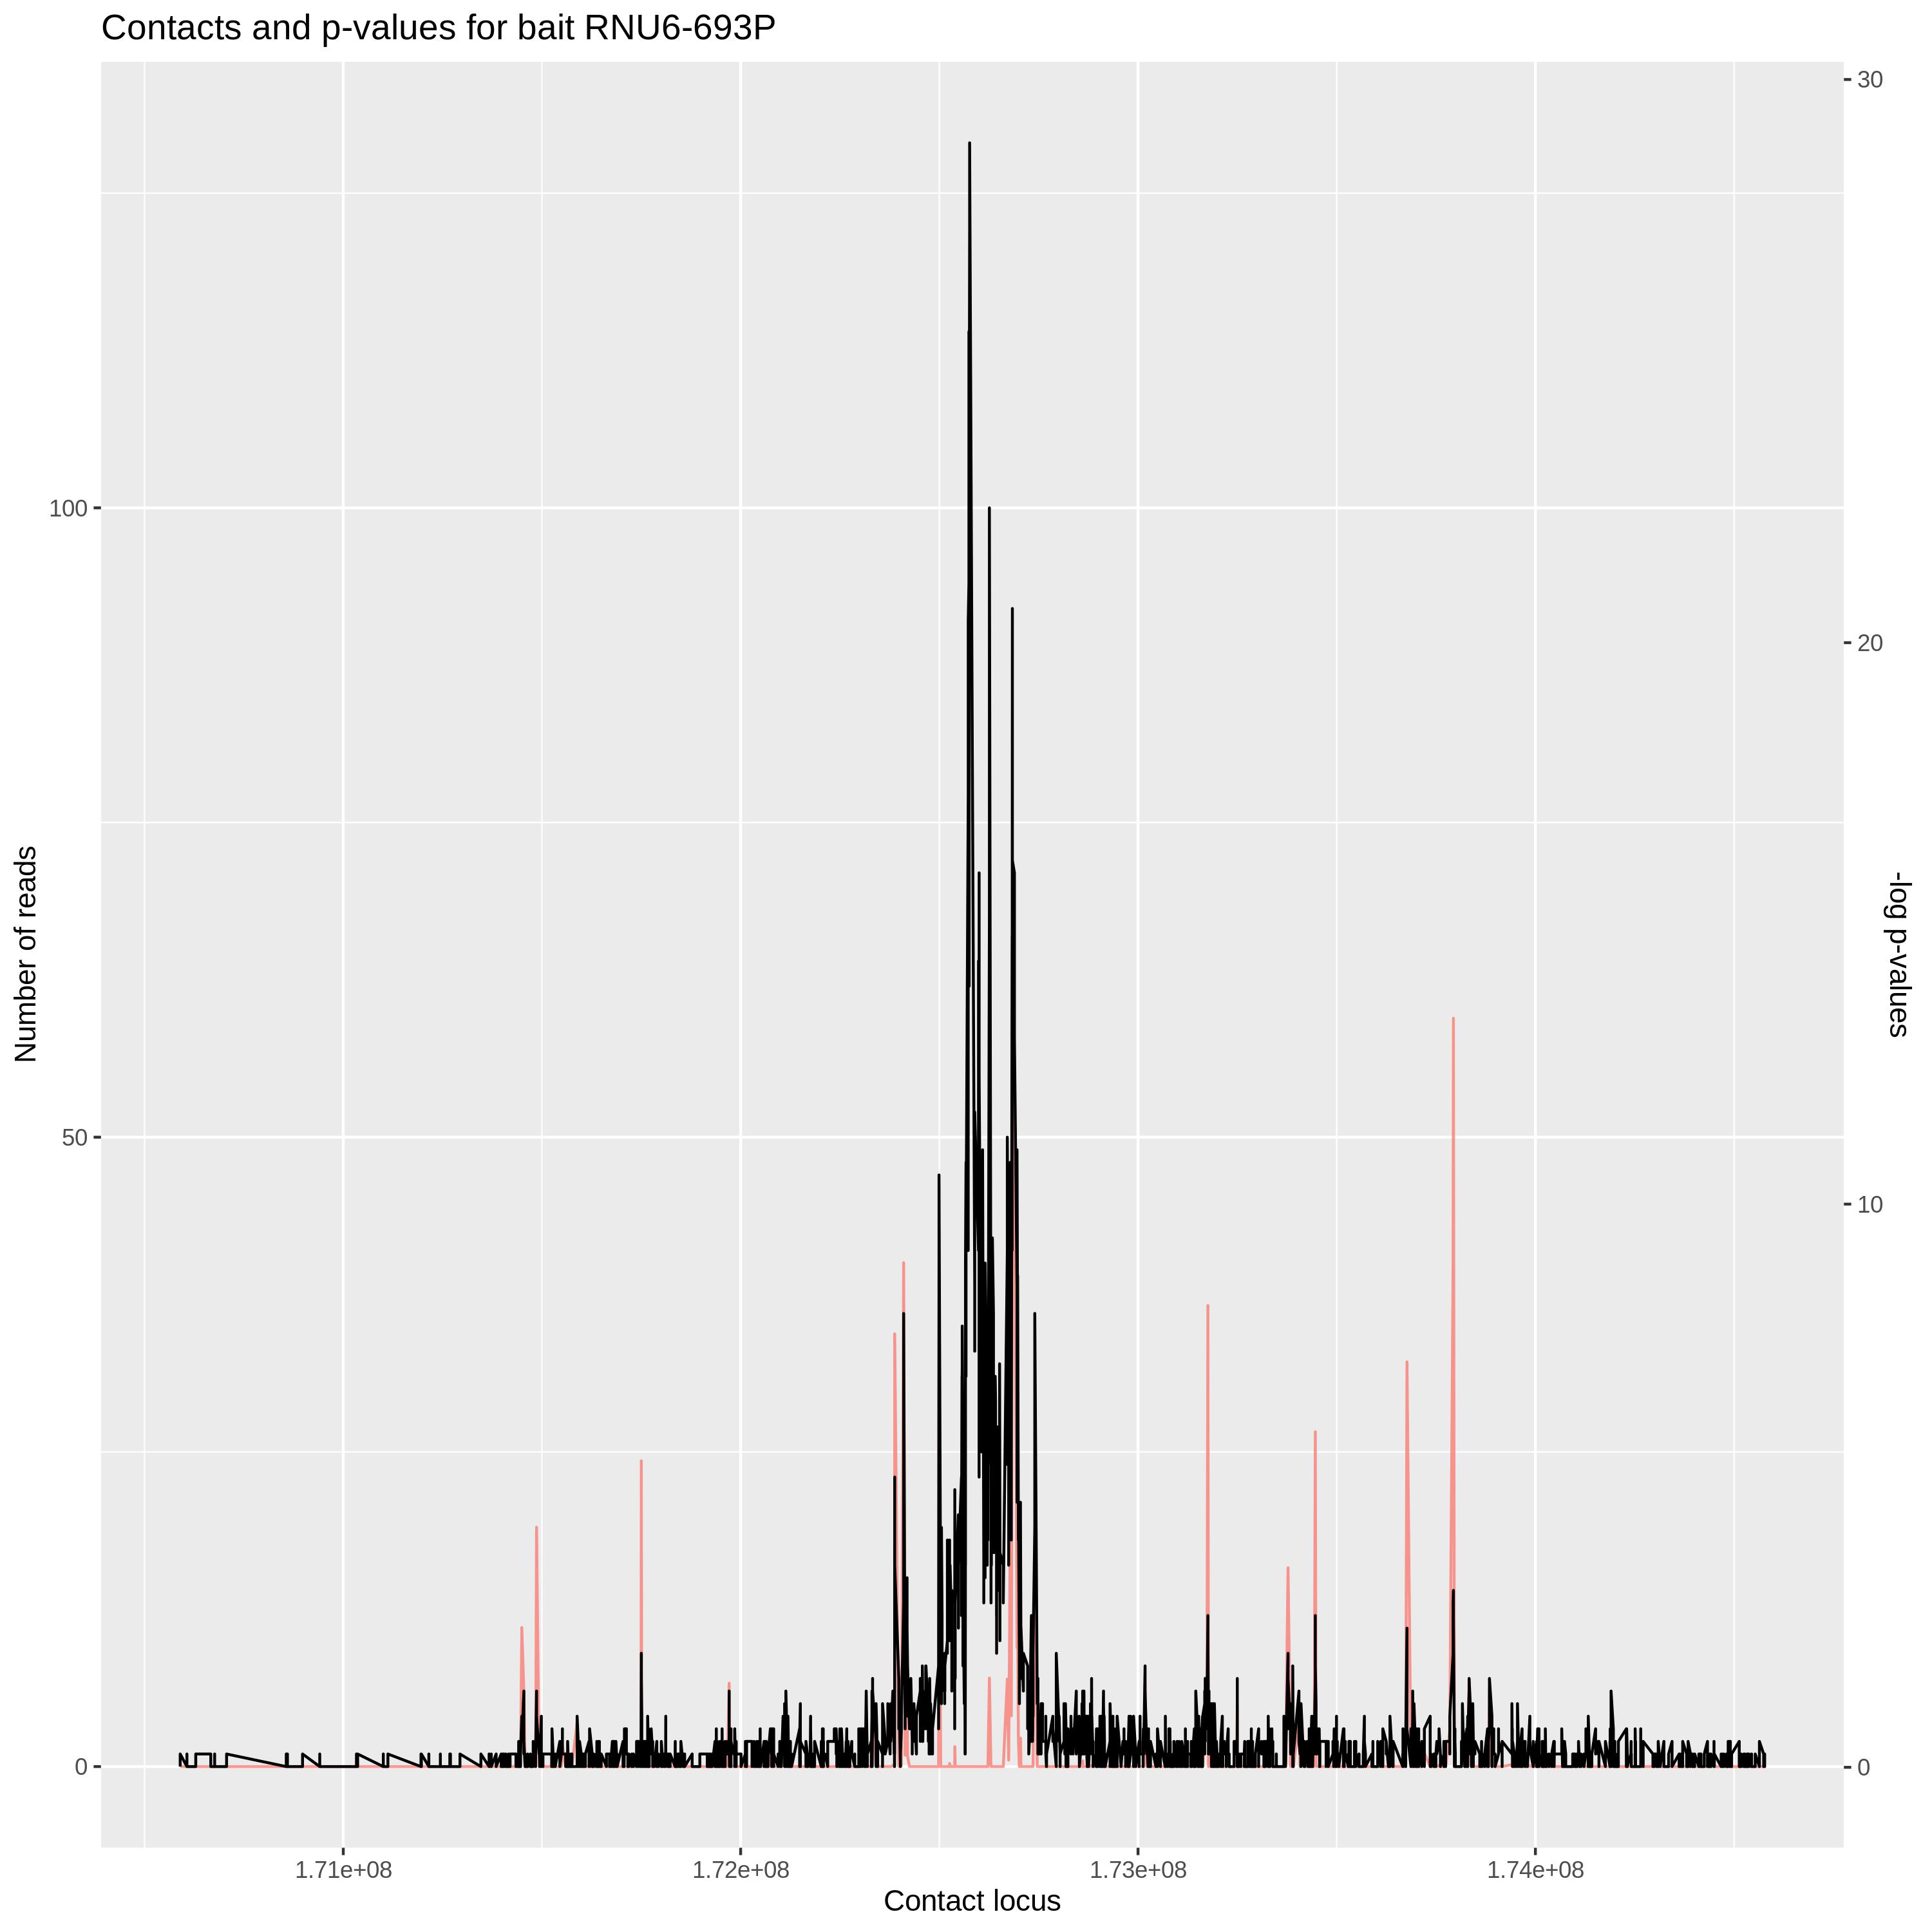 Contacts and p-values for bait RNU6-693P
30
100
20
Number of reads
-log p-values
50
10
0
0
1.71e+08
1.72e+08
1.73e+08
1.74e+08
Contact locus